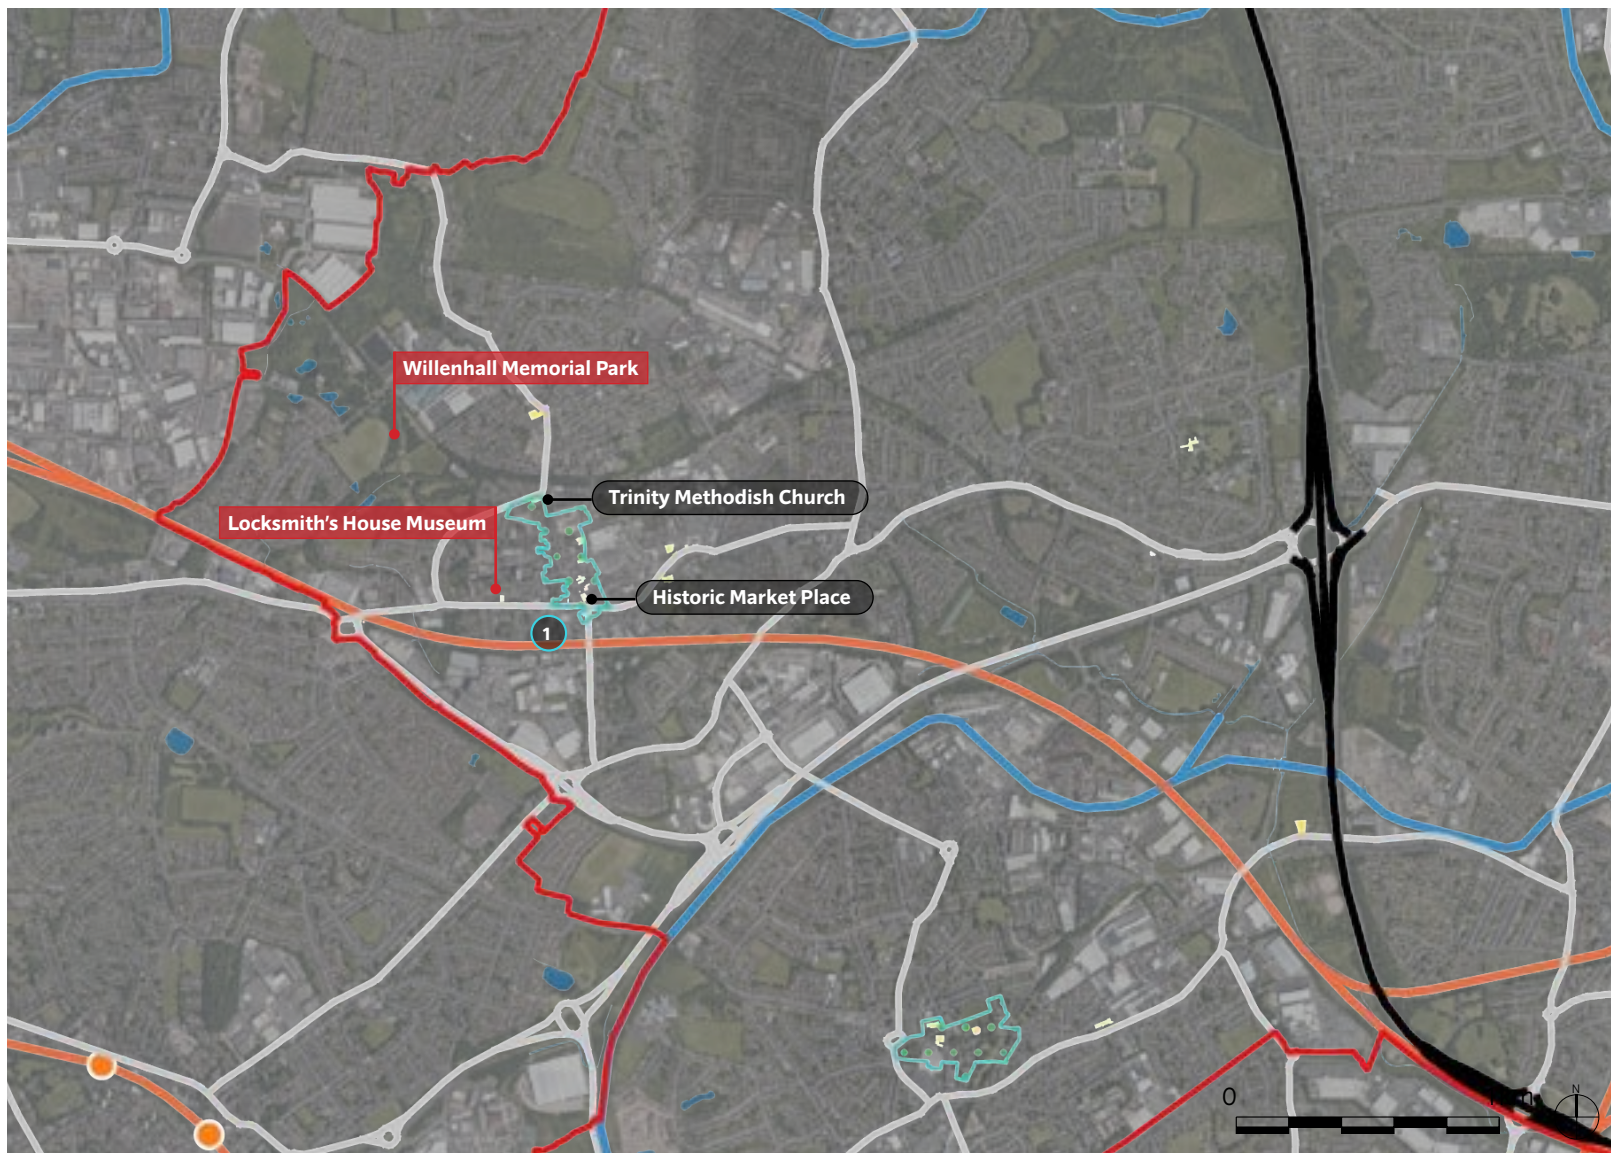 Willenhall Memorial Park
Trinity Methodish Church
Locksmith's House Museum
Historic Market Place
1
0
N